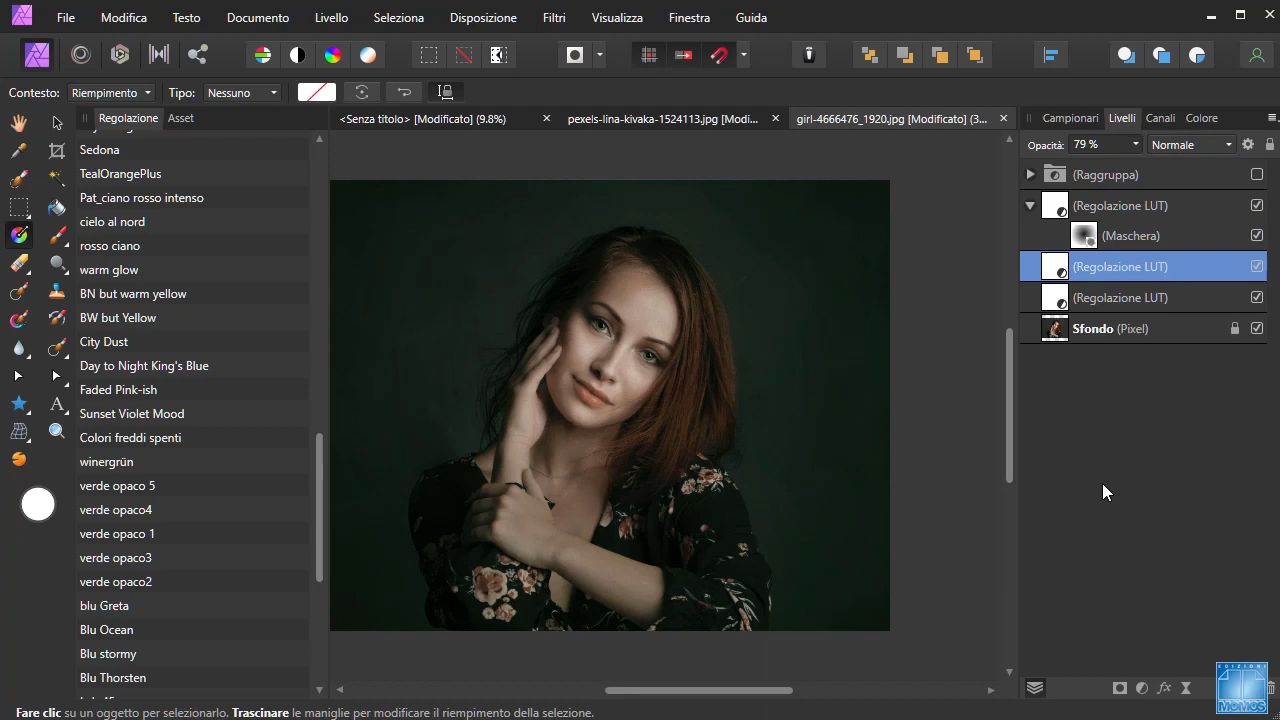 File Modifica Testo Documento Livello Seleziona Disposizione Filtri Visualizza Finestra Guida
Contesto: Riempimento Tipo: Nessuno
Regolazione Asset
<Senza titolo> [Modificato] (9.8%)
pexels-lina-kivaka-1524113.jpg [Modi...
girl-4666476_1920.jpg [Modificato] (3...
Campionari Livelli Canali Colore
Opacità: 79 % Normale
(Raggruppa)
(Regolazione LUT)
(Maschera)
(Regolazione LUT)
(Regolazione LUT)
Sfondo (Pixel)
Sedona
TealOrangePlus
Pat_ciano rosso intenso
cielo al nord
rosso ciano
warm glow
BN but warm yellow
BW but Yellow
City Dust
Day to Night King's Blue
Faded Pink-ish
Sunset Violet Mood
Colori freddi spenti
winergrün
verde opaco 5
verde opaco4
verde opaco 1
verde opaco3
verde opaco2
blu Greta
Blu Ocean
Blu stormy
Blu Thorsten
EDIZIONI
MOMOS
Fare clic su un oggetto per selezionarlo. Trascinare le maniglie per modificare il riempimento della selezione.